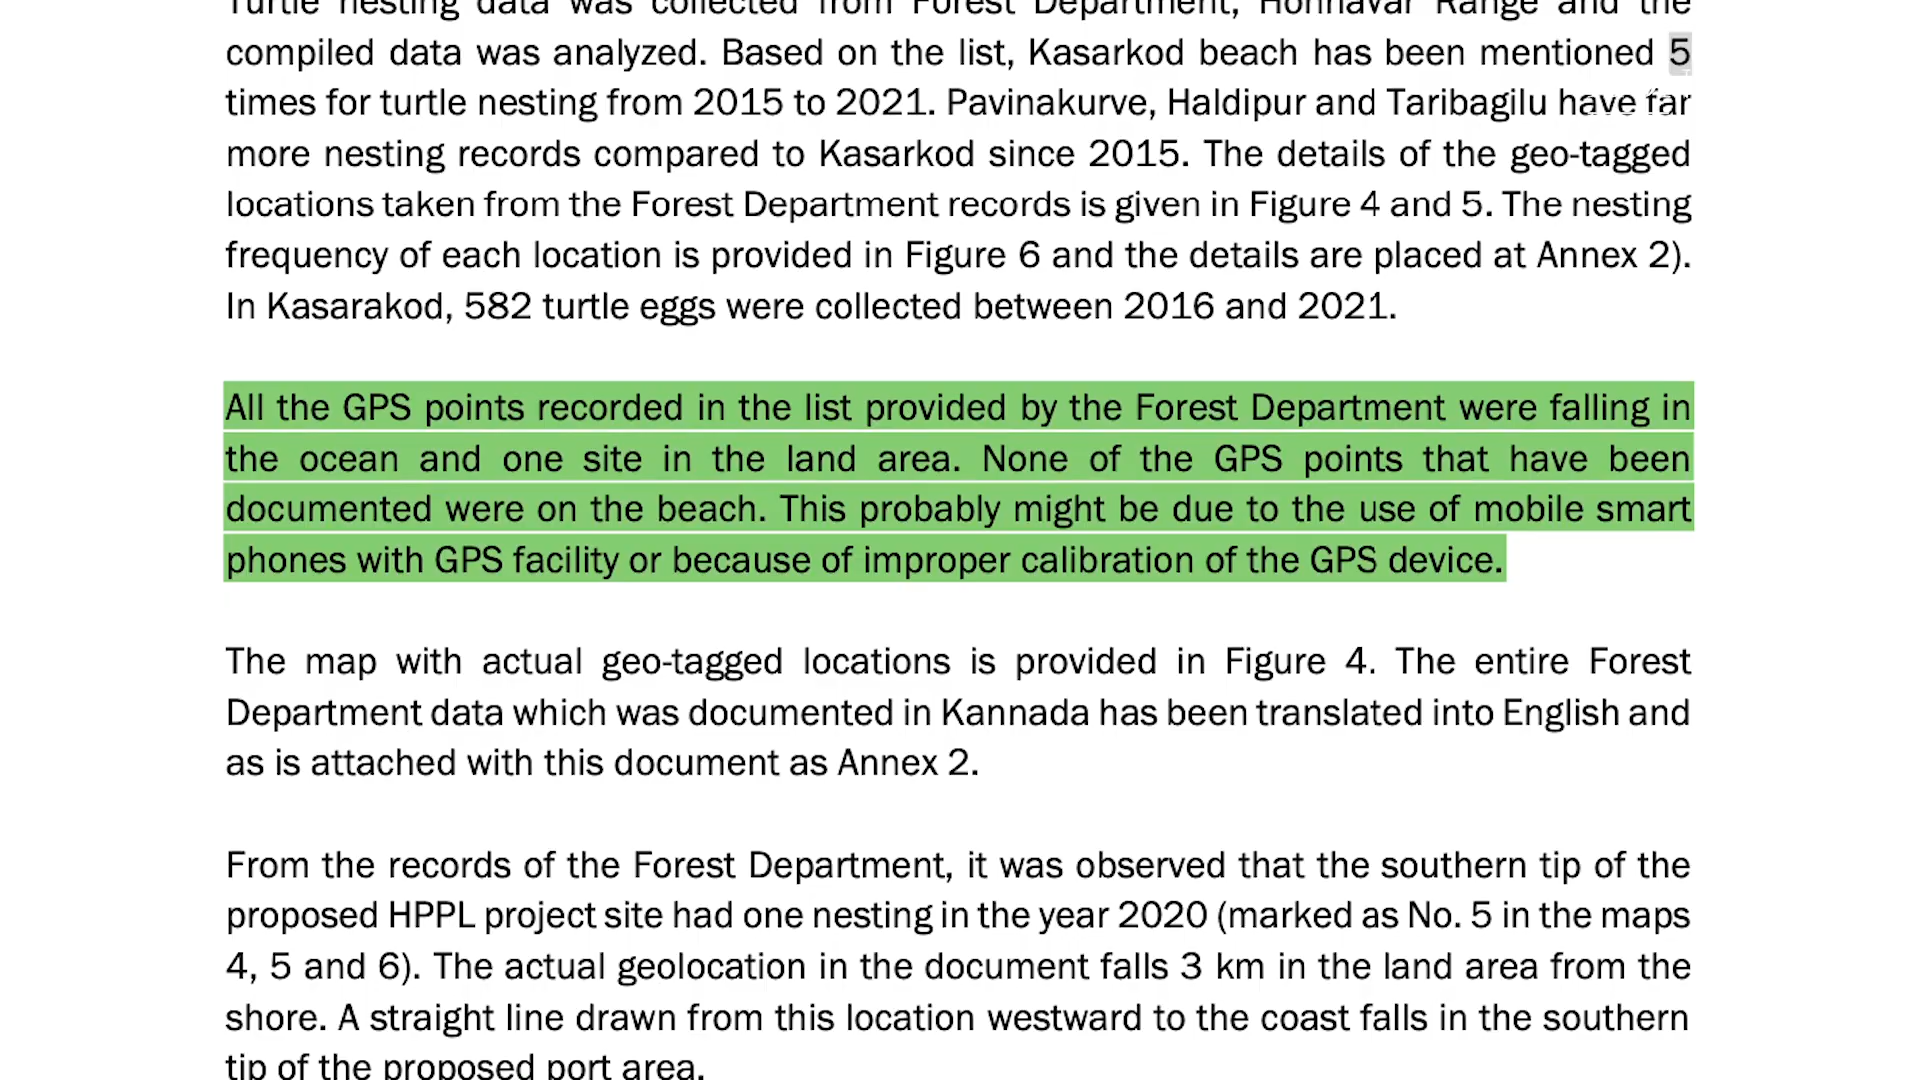 Turtle nesting data was collected from Forest Department, Honnavar Range and the
compiled data was analyzed. Based on the list, Kasarkod beach has been mentioned 5
times for turtle nesting from 2015 to 2021. Pavinakurve, Haldipur and Taribagilu have far
more nesting records compared to Kasarkod since 2015. The details of the geo-tagged
locations taken from the Forest Department records is given in Figure 4 and 5. The nesting
frequency of each location is provided in Figure 6 and the details are placed at Annex 2).
In Kasarakod, 582 turtle eggs were collected between 2016 and 2021.
All the GPS points recorded in the list provided by the Forest Department were falling in
the ocean and one site in the land area. None of the GPS points that have been
documented were on the beach. This probably might be due to the use of mobile smart
phones with GPS facility or because of improper calibration of the GPS device.
The map with actual geo-tagged locations is provided in Figure 4. The entire Forest
Department data which was documented in Kannada has been translated into English and
as is attached with this document as Annex 2.
From the records of the Forest Department, it was observed that the southern tip of the
proposed HPPL project site had one nesting in the year 2020 (marked as No. 5 in the maps
4, 5 and 6). The actual geolocation in the document falls 3 km in the land area from the
shore. A straight line drawn from this location westward to the coast falls in the southern
tip of the proposed port area.